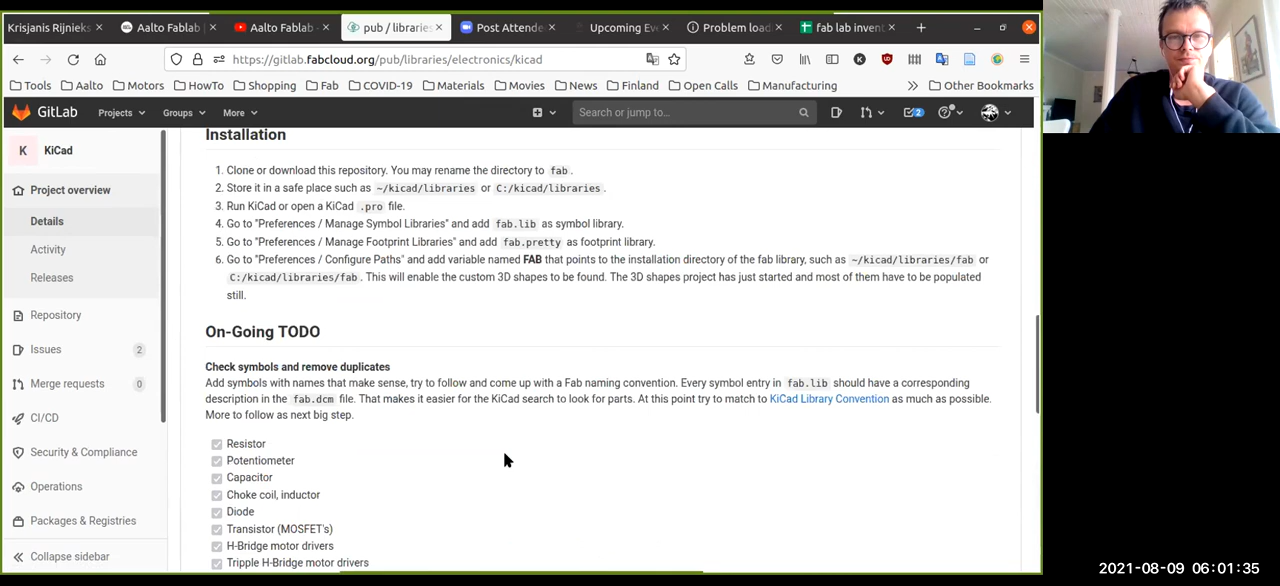 Krisjanis Rijnieks
Aalto Fablab
Aalto Fablab -
pub / libraries
Post Attende
Upcoming Ev
Problem load
fab lab invent
https://gitlab.fabcloud.org/pub/libraries/electronics/kicad
Tools
Aalto
Motors
HowTo
Shopping
Fab
COVID-19
Materials
Movies
News
Finland
Open Calls
Manufacturing
Other Bookmarks
GitLab
Projects
Groups
More
Search or jump to...
2
K KiCad
Project overview
Details
Activity
Releases
Repository
Issues 2
Merge requests 0
CI/CD
Security & Compliance
Operations
Packages & Registries
Collapse sidebar
Installation
1. Clone or download this repository. You may rename the directory to fab.
2. Store it in a safe place such as ~/kicad/libraries or C:/kicad/libraries.
3. Run KiCad or open a KiCad .pro file.
4. Go to "Preferences / Manage Symbol Libraries" and add fab.lib as symbol library.
5. Go to "Preferences / Manage Footprint Libraries" and add fab.pretty as footprint library.
6. Go to "Preferences / Configure Paths" and add variable named FAB that points to the installation directory of the fab library, such as ~/kicad/libraries/fab or
C:/kicad/libraries/fab. This will enable the custom 3D shapes to be found. The 3D shapes project has just started and most of them have to be populated
still.
On-Going TODO
Check symbols and remove duplicates
Add symbols with names that make sense, try to follow and come up with a Fab naming convention. Every symbol entry in fab.lib should have a corresponding
description in the fab.dcm file. That makes it easier for the KiCad search to look for parts. At this point try to match to KiCad Library Convention as much as possible.
More to follow as next big step.
Resistor
Potentiometer
Capacitor
Choke coil, inductor
Diode
Transistor (MOSFET's)
H-Bridge motor drivers
Tripple H-Bridge motor drivers
2021-08-09 06:01:35